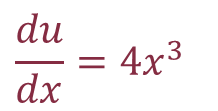 du/dx = 4x³